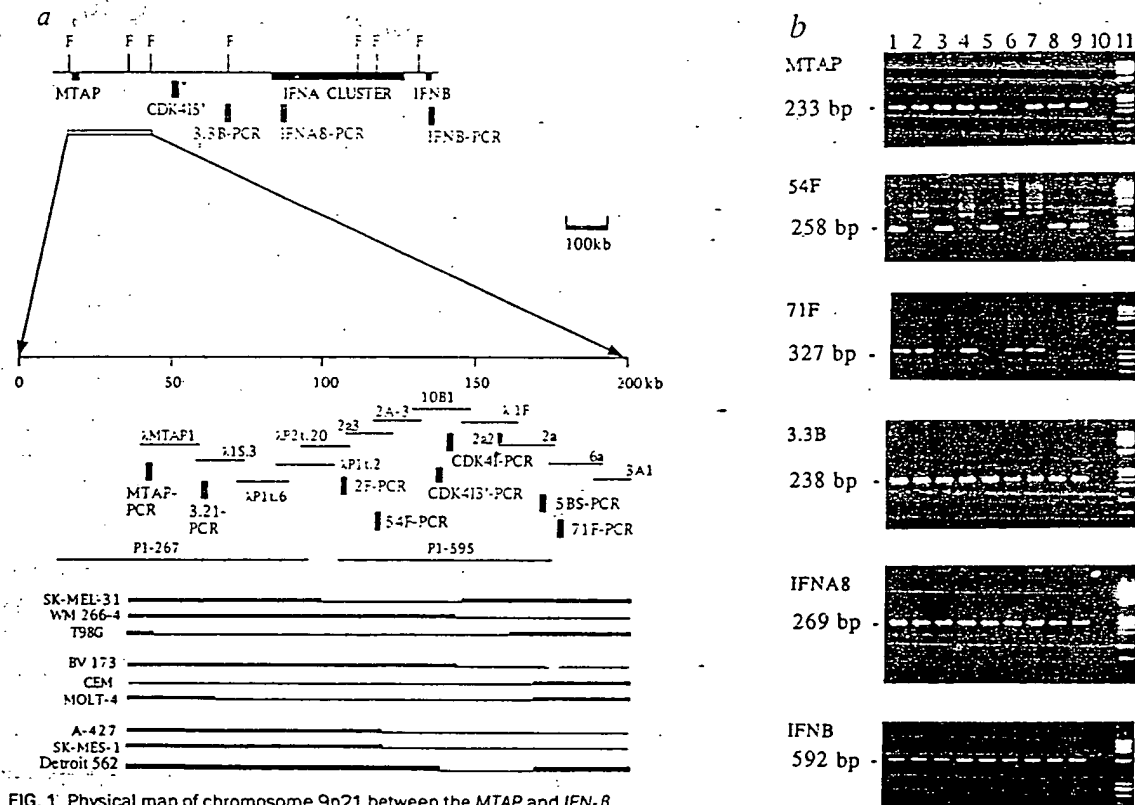 a
F F F F F F F
MTAP IFNA CLUSTER IFNB
CDK4I5'
3.3B-PCR IFNA8-PCR IFNB-PCR
100kb
0 50 100 150 200 kb
10B1
2A-3 λ1F
λMTAP1 λP2t.20 2a3 2a2 2a
λ1S.3 λP1t.2 CDK4I-PCR 6a
λP1t.6 3A1
MTAP-PCR 3.21-PCR 2F-PCR CDK4I3'-PCR 5BS-PCR
54F-PCR 71F-PCR
P1-267 P1-595
SK-MEL-31
WM 266-4
T98G
BV 173
CEM
MOLT-4
A-427
SK-MES-1
Detroit 562
FIG. 1 Physical map of chromosome 9p21 between the MTAP and IFN-β
b
1 2 3 4 5 6 7 8 9 10 11
MTAP
233 bp -
54F
258 bp -
71F
327 bp -
3.3B
238 bp -
IFNA8
269 bp -
IFNB
592 bp -